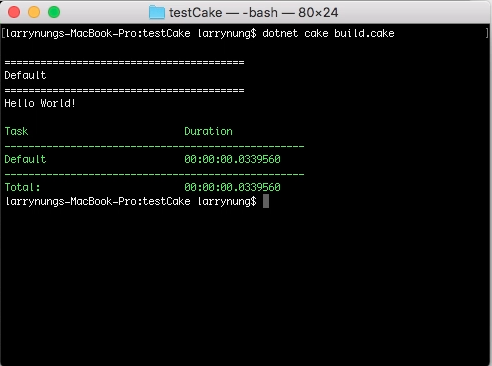 testCake — -bash — 80×24
[larrynungs-MacBook-Pro:testCake larrynung$ dotnet cake build.cake ]
========================================
Default
========================================
Hello World!
Task Duration
--------------------------------------------------
Default 00:00:00.0339560
--------------------------------------------------
Total: 00:00:00.0339560
larrynungs-MacBook-Pro:testCake larrynung$